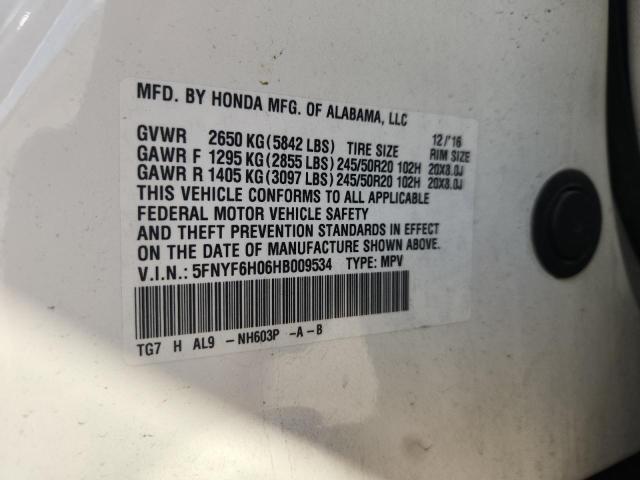 MFD. BY HONDA MFG. OF ALABAMA, LLC
GVWR 2650 KG (5842 LBS) TIRE SIZE 12/'16 RIM SIZE
GAWR F 1295 KG (2855 LBS) 245/50R20 102H 20X8.0J
GAWR R 1405 KG (3097 LBS) 245/50R20 102H 20X8.0J
THIS VEHICLE CONFORMS TO ALL APPLICABLE
FEDERAL MOTOR VEHICLE SAFETY
AND THEFT PREVENTION STANDARDS IN EFFECT
ON THE DATE OF MANUFACTURE SHOWN ABOVE.
V.I.N.: 5FNYF6H06HB009534 TYPE: MPV
TG7 H AL9 -NH603P -A-B